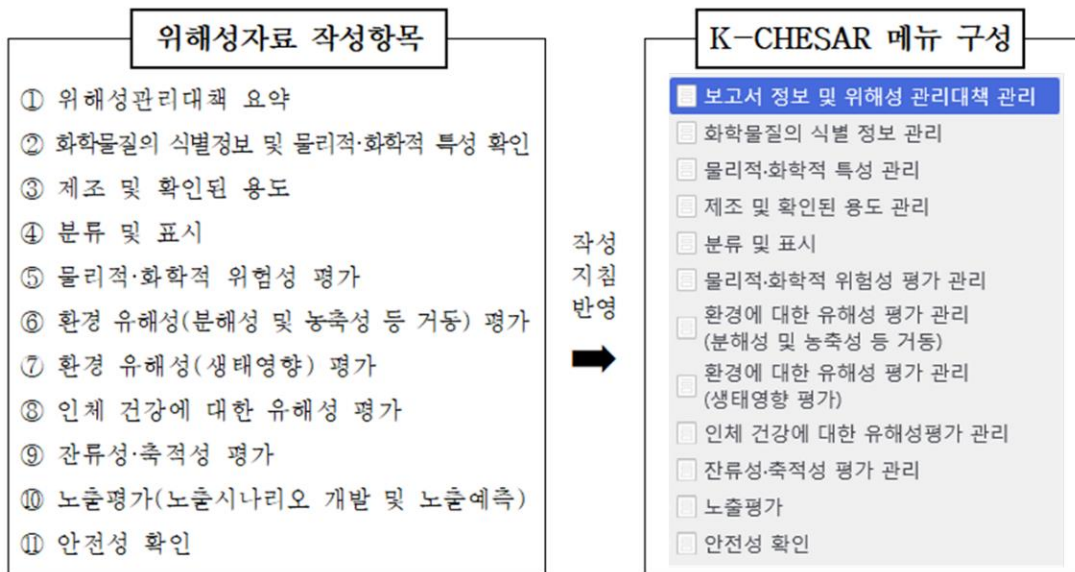 위해성자료 작성항목
① 위해성관리대책 요약
② 화학물질의 식별정보 및 물리적·화학적 특성 확인
③ 제조 및 확인된 용도
④ 분류 및 표시
⑤ 물리적·화학적 위험성 평가
⑥ 환경 유해성(분해성 및 농축성 등 거동) 평가
⑦ 환경 유해성(생태영향) 평가
⑧ 인체 건강에 대한 유해성 평가
⑨ 잔류성·축적성 평가
⑩ 노출평가(노출시나리오 개발 및 노출예측)
⑪ 안전성 확인
작성
지침
반영
K-CHESAR 메뉴 구성
보고서 정보 및 위해성 관리대책 관리
화학물질의 식별 정보 관리
물리적·화학적 특성 관리
제조 및 확인된 용도 관리
분류 및 표시
물리적·화학적 위험성 평가 관리
환경에 대한 유해성 평가 관리
(분해성 및 농축성 등 거동)
환경에 대한 유해성 평가 관리
(생태영향 평가)
인체 건강에 대한 유해성평가 관리
잔류성·축적성 평가 관리
노출평가
안전성 확인